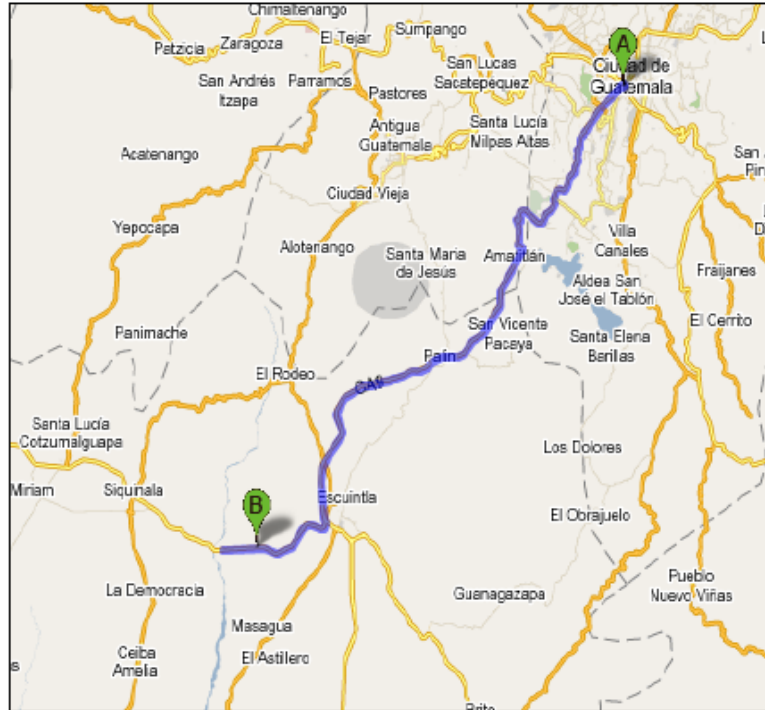 Chimaltenango
El Tejar
Sumpango
Patzicia
Zaragoza
San Andrés
Itzapa
Parramos
Pastores
San Lucas
Sacatepequez
A
Ciudad de
Guatemala
Antigua
Guatemala
Santa Lucía
Milpas Altas
Acatenango
Ciudad Vieja
Yepocapa
Alotenango
Santa Maria
de Jesús
Amatitlán
Villa
Canales
Aldea San
José el Tablón
Fraijanes
El Cerrito
Panimache
San Vicente
Pacaya
Santa Elena
Barillas
Palín
El Rodeo
CA9
Santa Lucía
Cotzumalguapa
Los Dolores
Miriam
Siquinala
Escuintla
B
El Obrajuelo
La Democracia
Guanagazapa
Pueblo
Nuevo Viñas
Masagua
El Astillero
Ceiba
Amelia